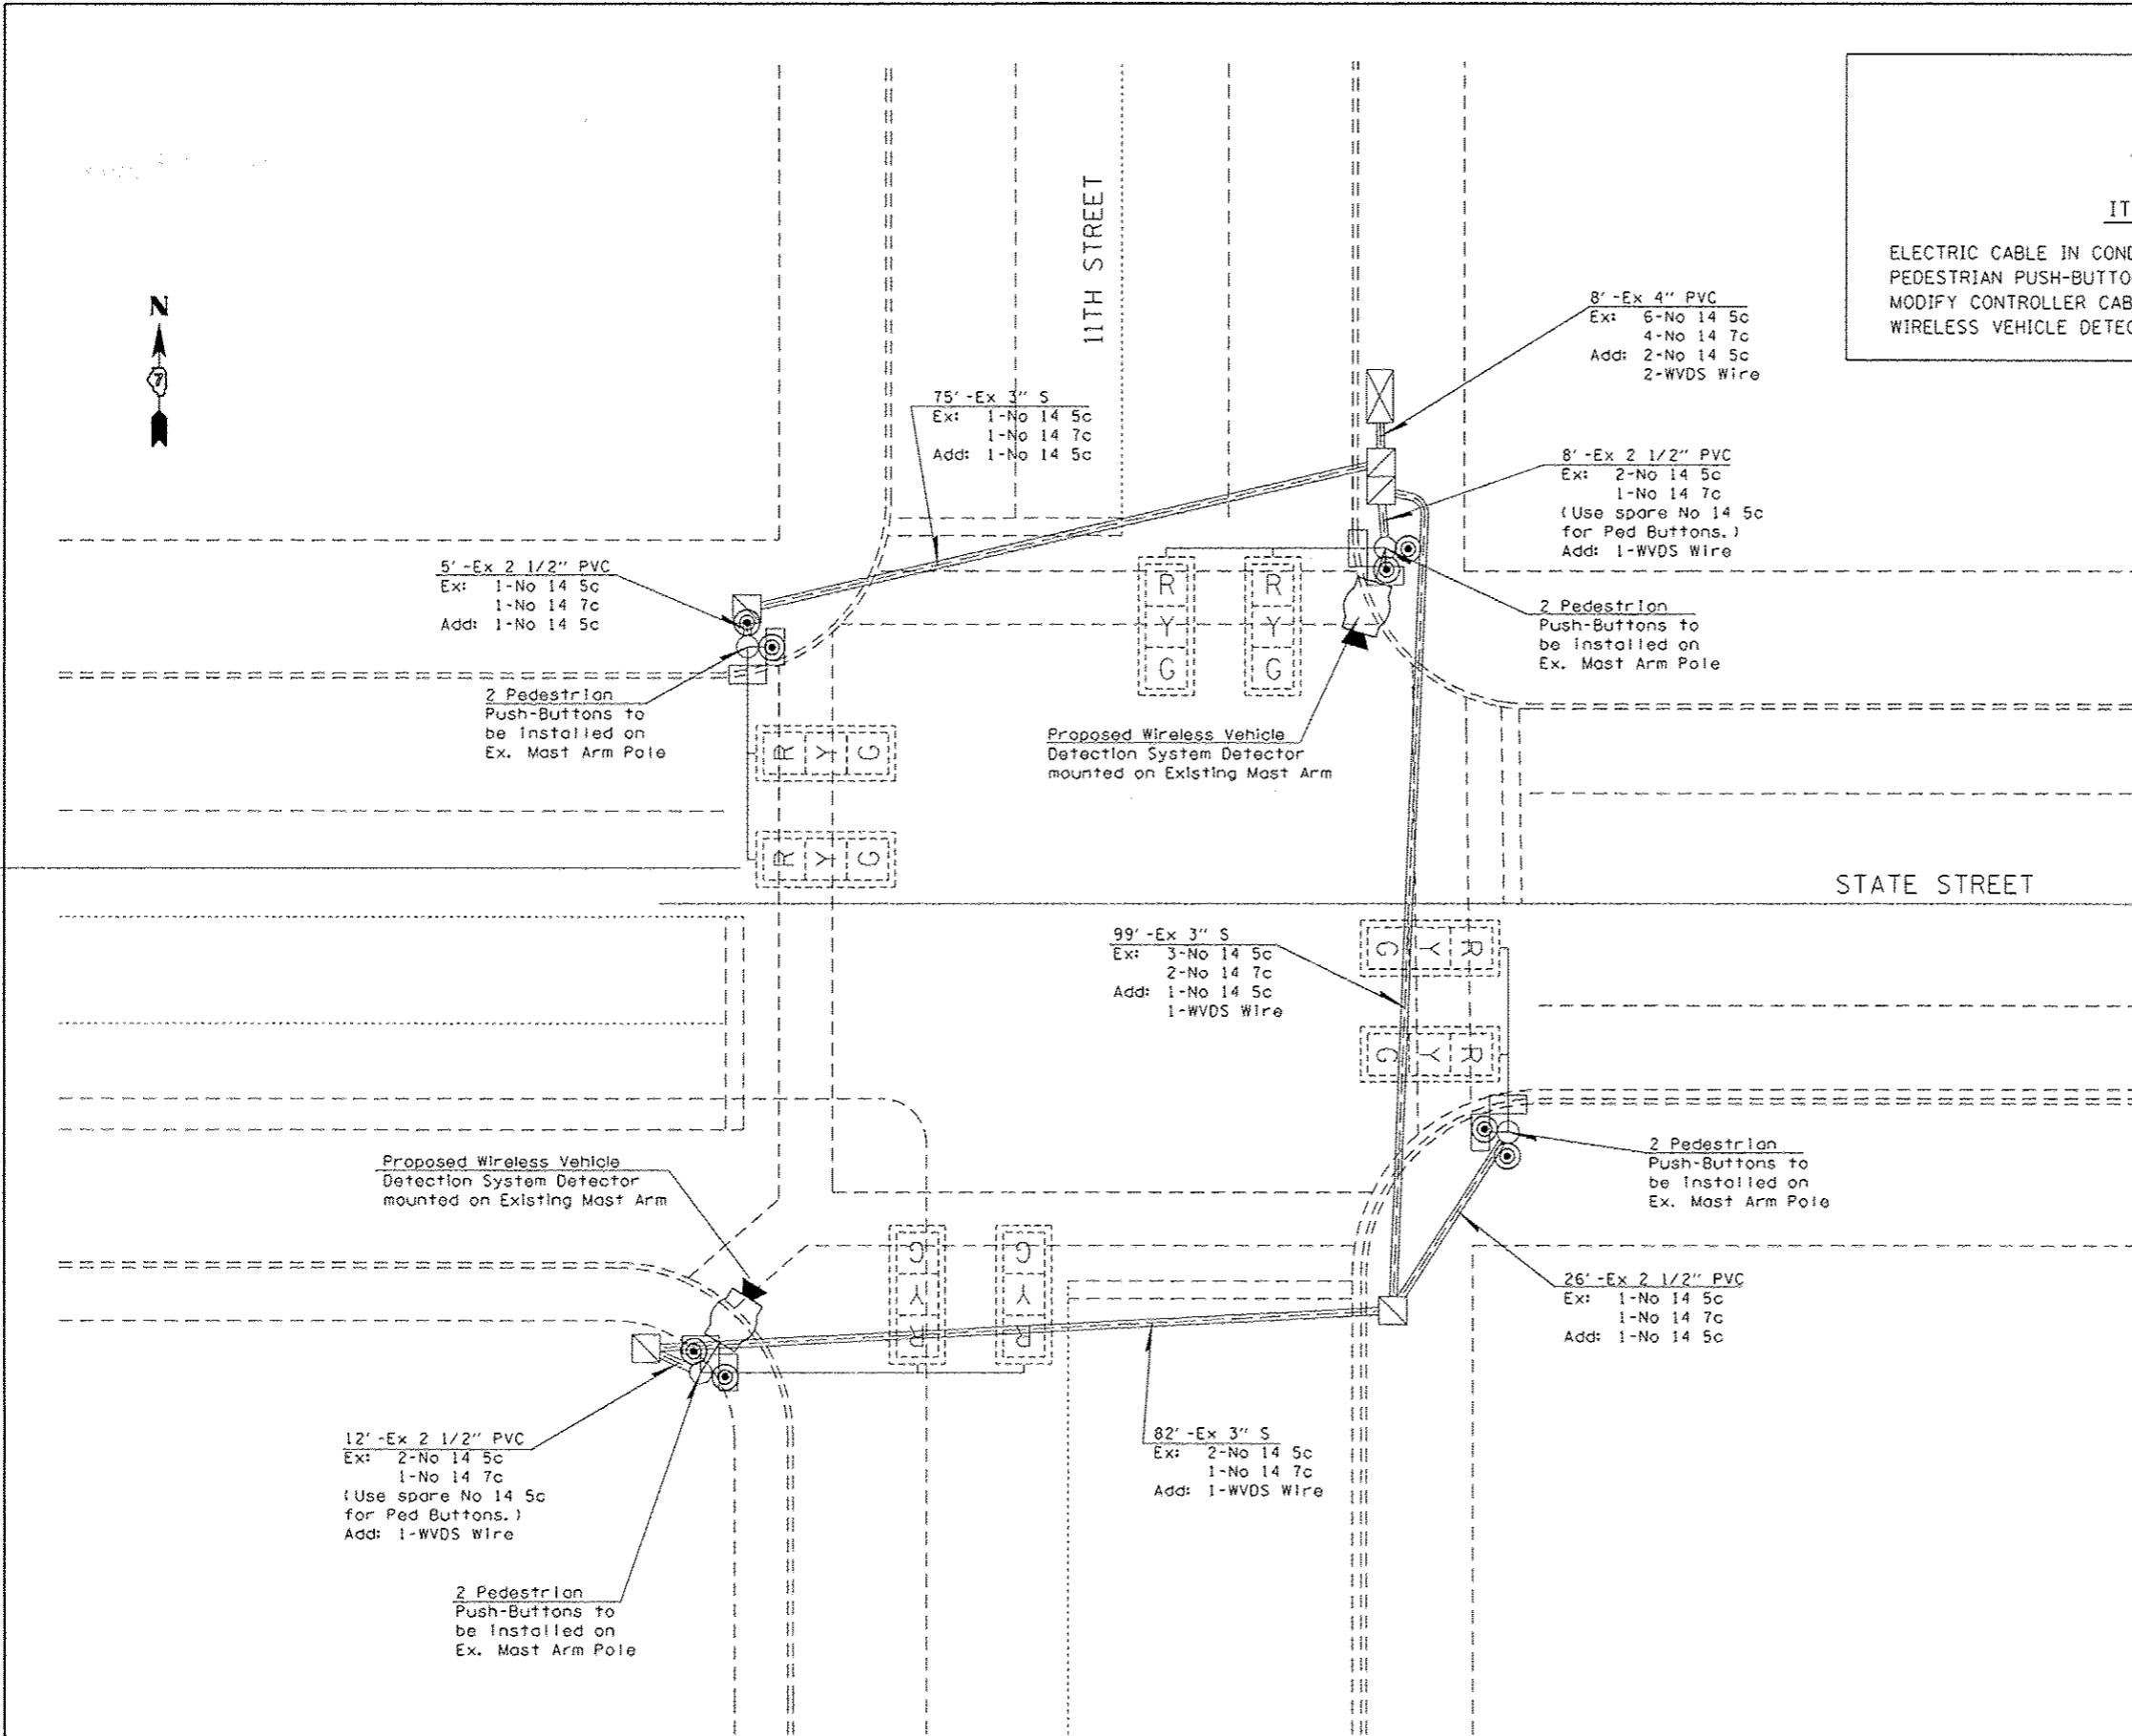 IT
ELECTRIC CABLE IN COND
PEDESTRIAN PUSH-BUTTO
MODIFY CONTROLLER CAB
WIRELESS VEHICLE DETEC
N
7
11TH STREET
8' -Ex 4" PVC
Ex: 6-No 14 5c
4-No 14 7c
Add: 2-No 14 5c
2-WVDS Wire
75' -Ex 3" S
Ex: 1-No 14 5c
1-No 14 7c
Add: 1-No 14 5c
8' -Ex 2 1/2" PVC
Ex: 2-No 14 5c
1-No 14 7c
(Use spare No 14 5c
for Ped Buttons.)
Add: 1-WVDS Wire
5' -Ex 2 1/2" PVC
Ex: 1-No 14 5c
1-No 14 7c
Add: 1-No 14 5c
R
Y
G
R
Y
G
2 Pedestrian
Push-Buttons to
be installed on
Ex. Mast Arm Pole
2 Pedestrian
Push-Buttons to
be installed on
Ex. Mast Arm Pole
R Y G
Proposed Wireless Vehicle
Detection System Detector
mounted on Existing Mast Arm
R Y G
STATE STREET
99' -Ex 3" S
Ex: 3-No 14 5c
2-No 14 7c
Add: 1-No 14 5c
1-WVDS Wire
G Y R
G Y R
Proposed Wireless Vehicle
Detection System Detector
mounted on Existing Mast Arm
2 Pedestrian
Push-Buttons to
be installed on
Ex. Mast Arm Pole
G
Y
R
G
Y
R
26' -Ex 2 1/2" PVC
Ex: 1-No 14 5c
1-No 14 7c
Add: 1-No 14 5c
12' -Ex 2 1/2" PVC
Ex: 2-No 14 5c
1-No 14 7c
(Use spare No 14 5c
for Ped Buttons.)
Add: 1-WVDS Wire
82' -Ex 3" S
Ex: 2-No 14 5c
1-No 14 7c
Add: 1-WVDS Wire
2 Pedestrian
Push-Buttons to
be installed on
Ex. Mast Arm Pole